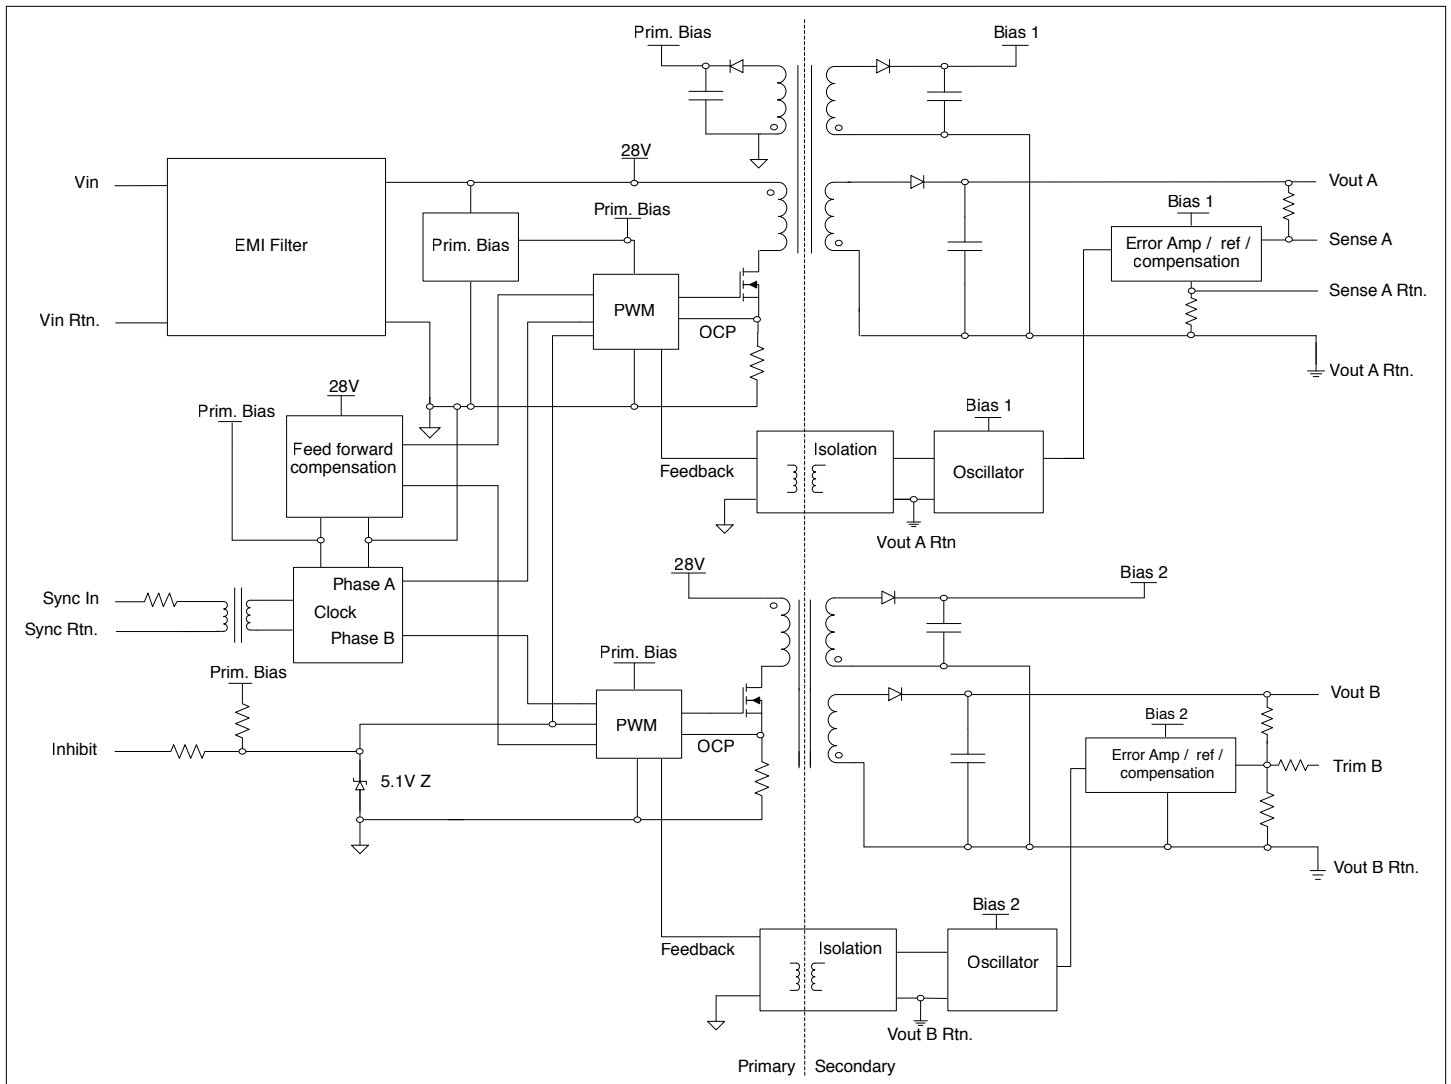 Prim. Bias
Bias 1
28V
Vin
EMI Filter
Prim. Bias
Prim. Bias
Vin Rtn.
PWM
OCP
Vout A
Bias 1
Error Amp / ref /
compensation
Sense A
Sense A Rtn.
Vout A Rtn.
28V
Prim. Bias
Feed forward
compensation
Feedback
Isolation
Bias 1
Oscillator
Vout A Rtn
Sync In
Sync Rtn.
Phase A
Clock
Phase B
28V
Bias 2
Prim. Bias
Prim. Bias
Inhibit
5.1V Z
PWM
OCP
Vout B
Bias 2
Error Amp / ref /
compensation
Trim B
Vout B Rtn.
Feedback
Isolation
Bias 2
Oscillator
Vout B Rtn.
Primary
Secondary